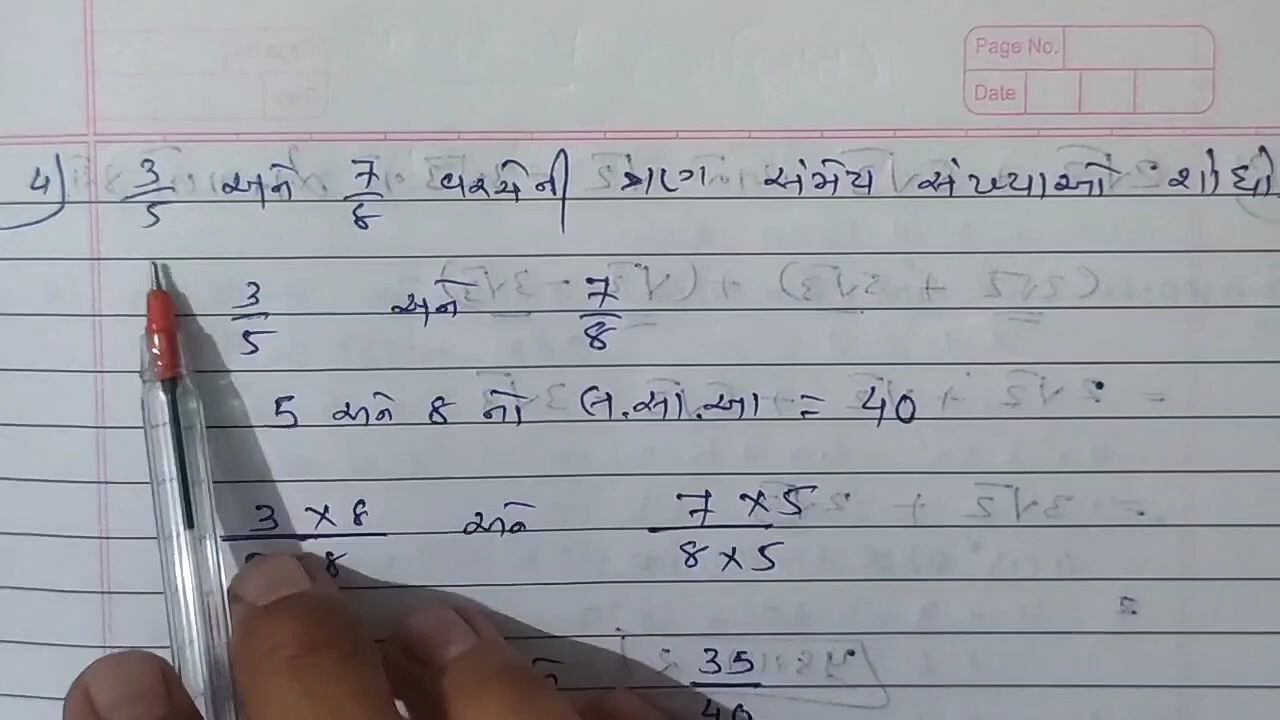 Page No.
Date
4) 3/5 અને 7/8 વચ્ચેની ત્રણ સંમેય સંખ્યાઓ શોધો
3/5 અને 7/8
5 અને 8 નો લ.સા.અ = 40
3 × 8 અને 7 × 5 / 8 × 5
8
35 / 40